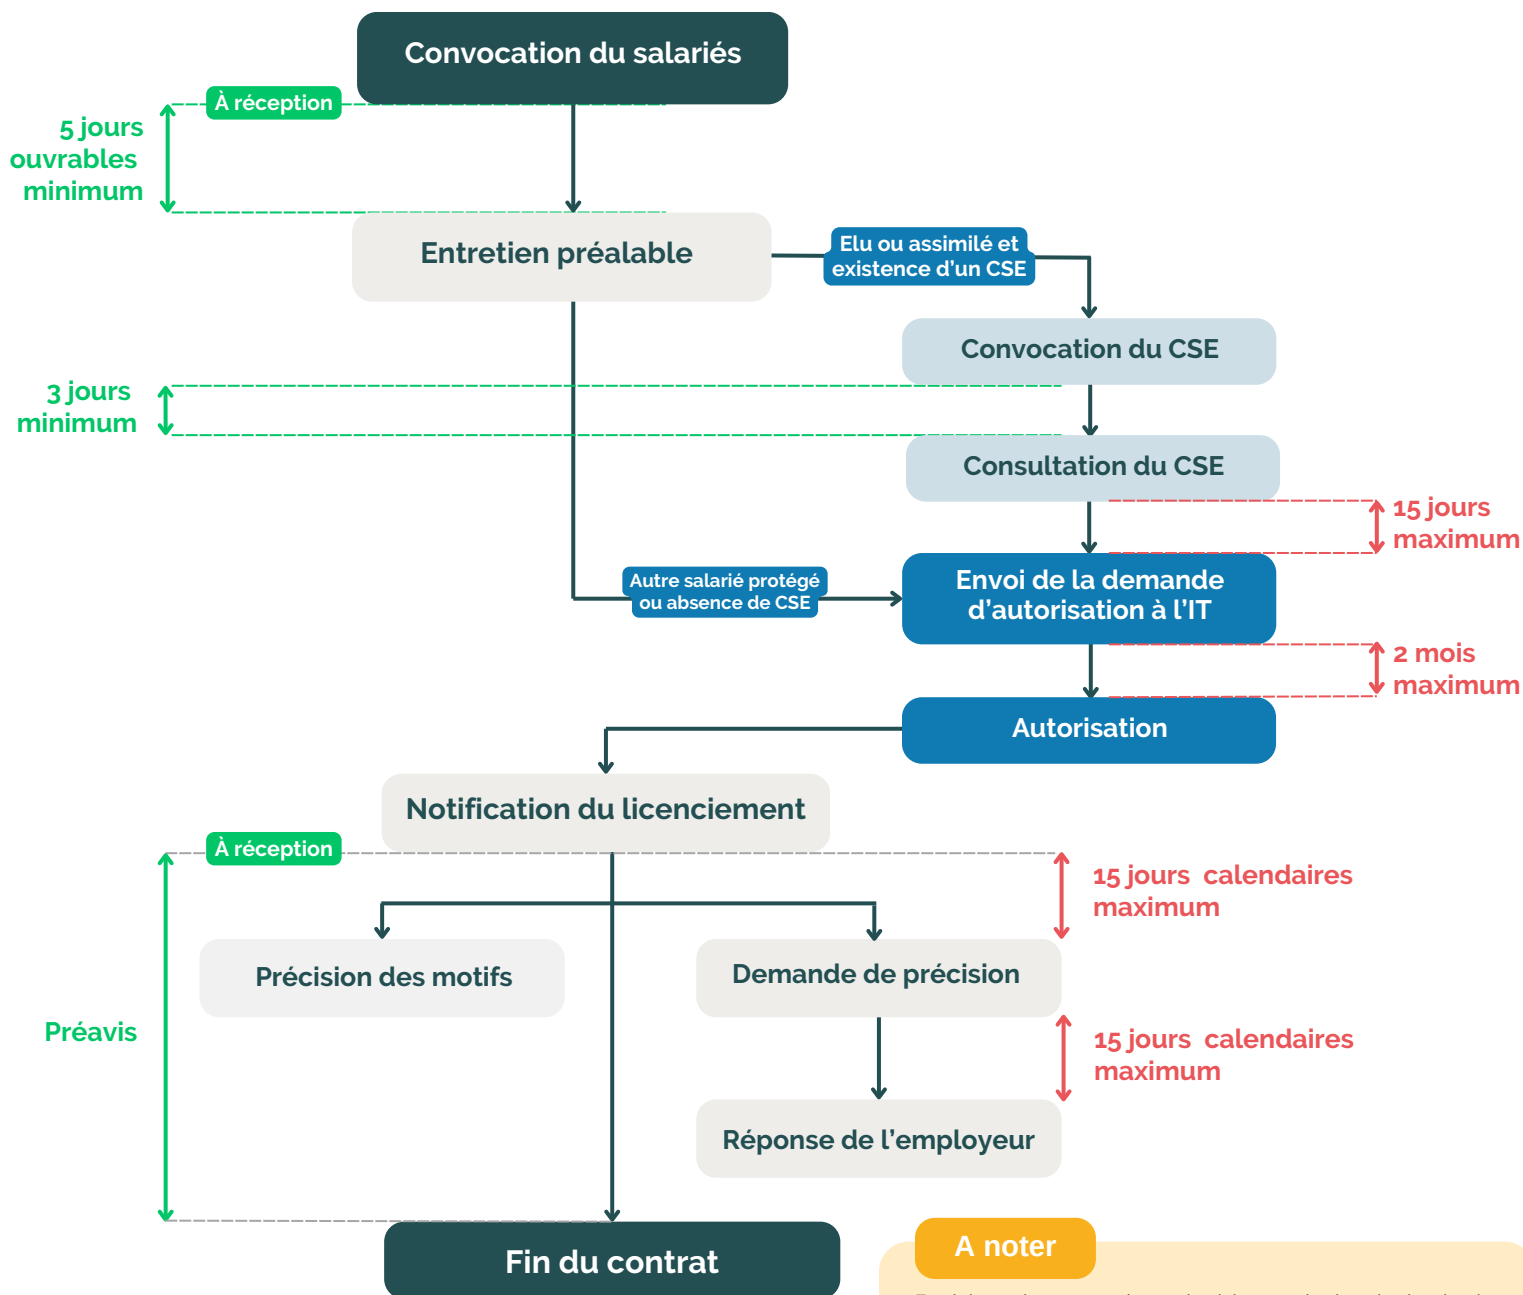 Convocation du salariés
À réception
5 jours
ouvrables
minimum
Entretien préalable
Elu ou assimilé et
existence d'un CSE
Convocation du CSE
3 jours
minimum
Consultation du CSE
15 jours
maximum
Autre salarié protégé
ou absence de CSE
Envoi de la demande
d'autorisation à l'IT
2 mois
maximum
Autorisation
Notification du licenciement
À réception
15 jours calendaires
maximum
Précision des motifs
Demande de précision
Préavis
15 jours calendaires
maximum
Réponse de l'employeur
Fin du contrat
A noter